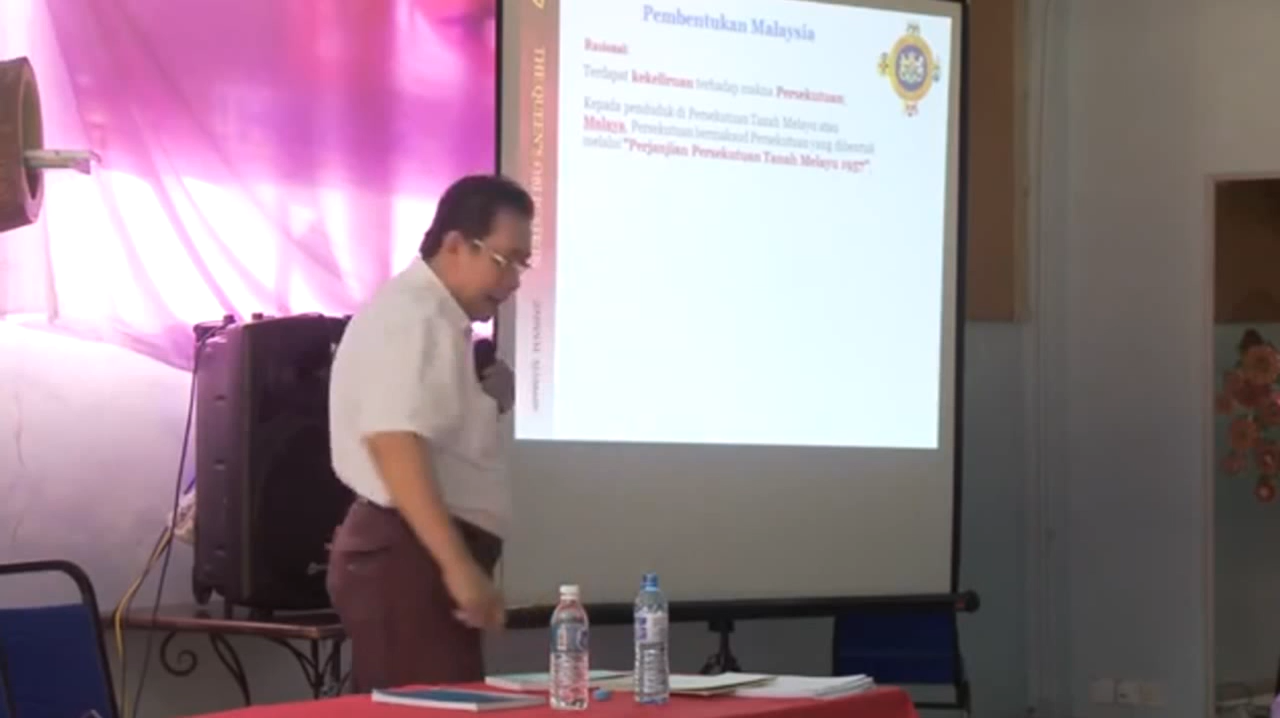 Pembentukan Malaysia
Rasional:
Terdapat kekeliruan terhadap makna Persekutuan;
Kepada penduduk di Persekutuan Tanah Melayu atau
Malaya, Persekutuan bermaksud Persekutuan yang dibentuk
melalui "Perjanjian Persekutuan Tanah Melayu 1957".